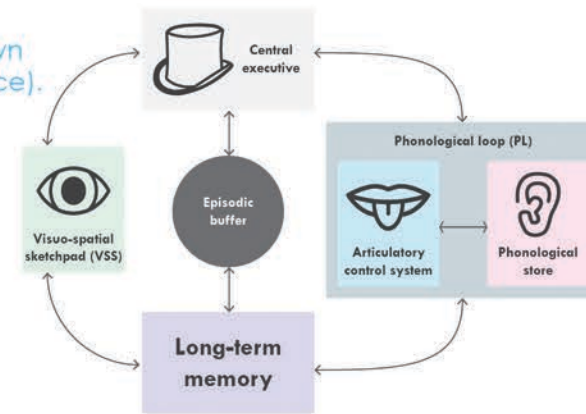 Central
executive
Phonological loop (PL)
Episodic
buffer
Visuo-spatial
sketchpad (VSS)
Articulatory
control system
Phonological
store
Long-term
memory